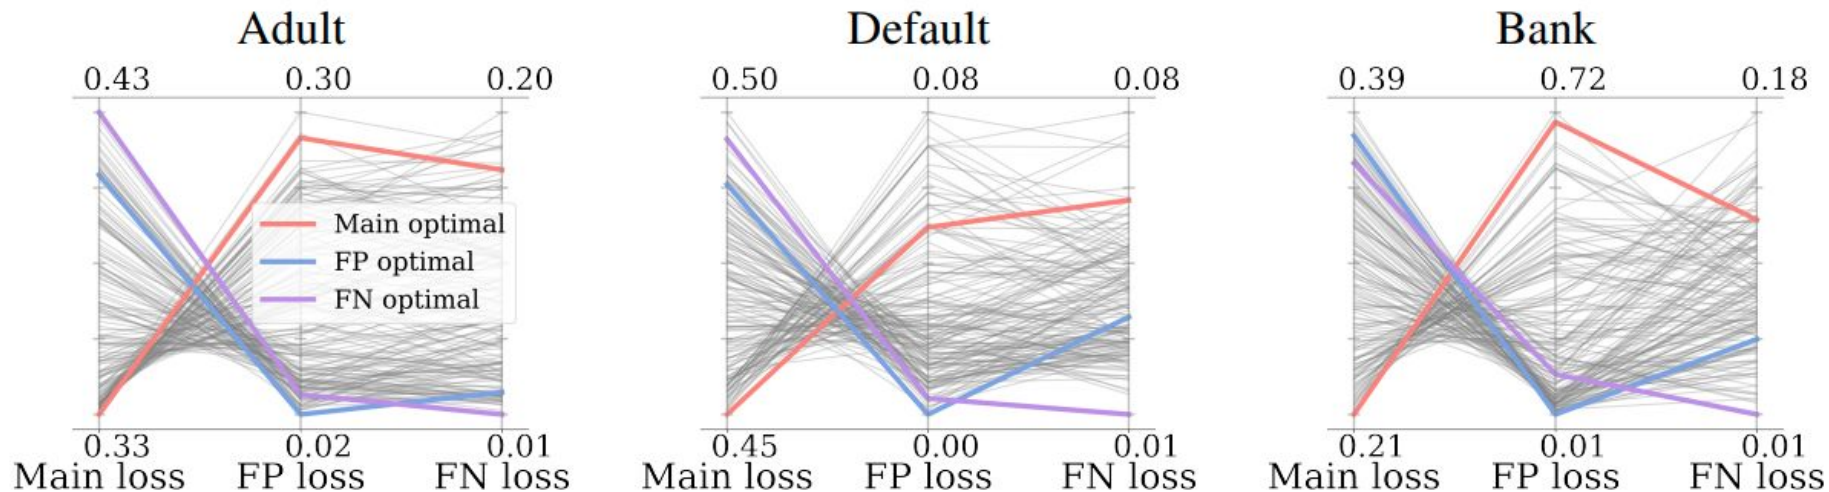 Adult
Default
Bank
0.43 0.30 0.20
0.50 0.08 0.08
0.39 0.72 0.18
Main optimal
FP optimal
FN optimal
0.33 0.02 0.01
0.45 0.00 0.01
0.21 0.01 0.01
Main loss FP loss FN loss
Main loss FP loss FN loss
Main loss FP loss FN loss